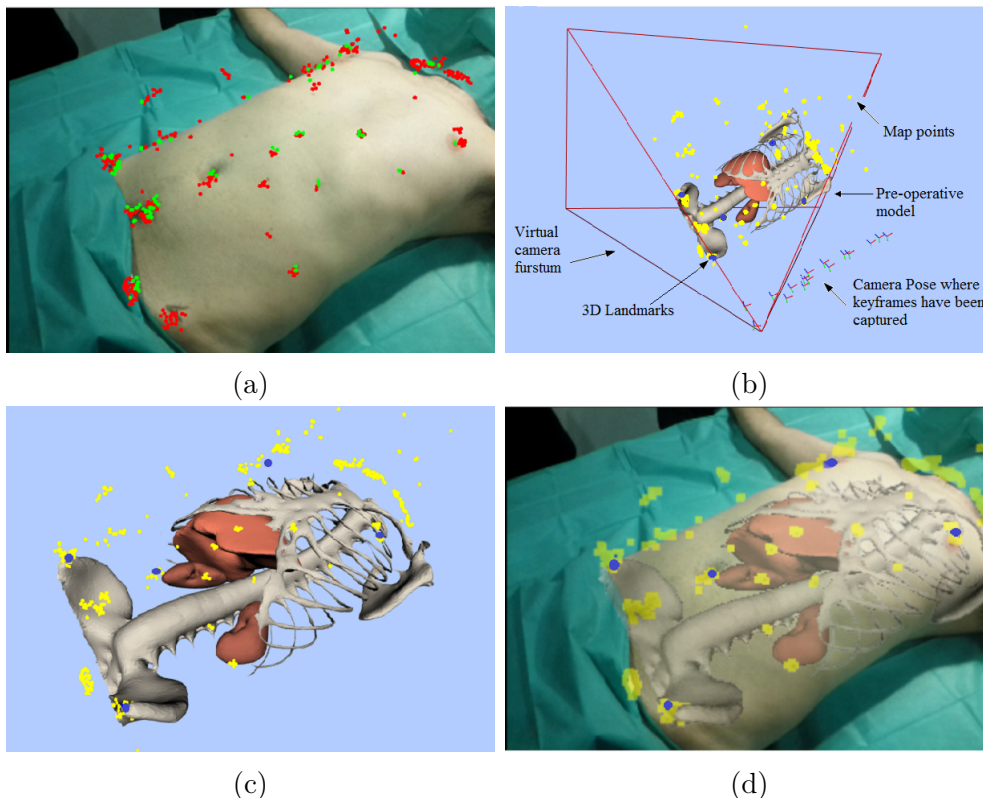 Map points
Pre-operative
model
Virtual
camera
furstum
3D Landmarks
Camera Pose where
keyframes have been
captured
(a)
(b)
(c)
(d)